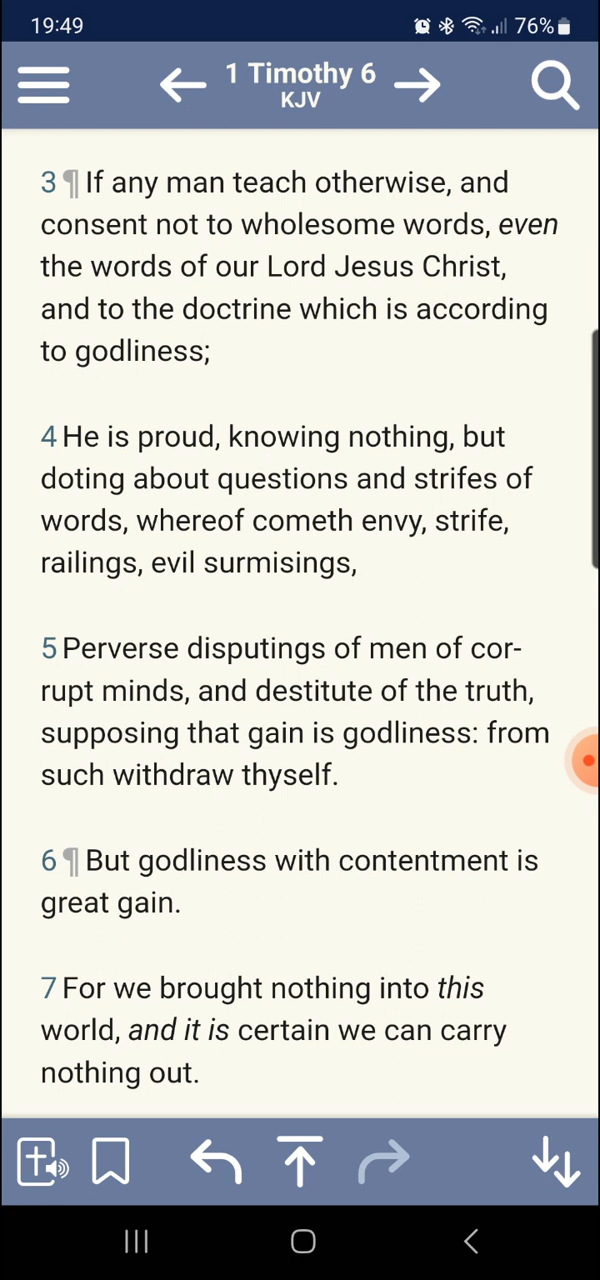 19:49 76%
1 Timothy 6
KJV
3 ¶ If any man teach otherwise, and
consent not to wholesome words, even
the words of our Lord Jesus Christ,
and to the doctrine which is according
to godliness;
4 He is proud, knowing nothing, but
doting about questions and strifes of
words, whereof cometh envy, strife,
railings, evil surmisings,
5 Perverse disputings of men of cor-
rupt minds, and destitute of the truth,
supposing that gain is godliness: from
such withdraw thyself.
6 ¶ But godliness with contentment is
great gain.
7 For we brought nothing into this
world, and it is certain we can carry
nothing out.